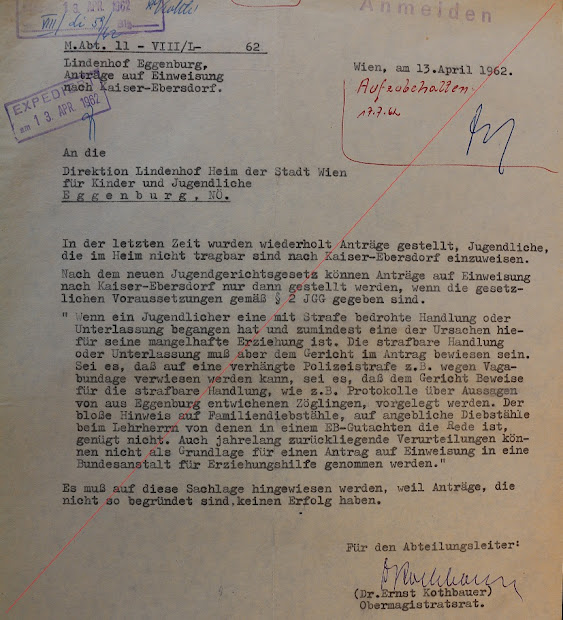 13. APR. 1962
VIII/Li 59/62
Anmelden
M.Abt. 11 - VIII/L- 62
Lindenhof Eggenburg,
Anträge auf Einweisung
nach Kaiser-Ebersdorf.
Wien, am 13.April 1962.
Aufzubehalten
17.7.62
EXPED
am 13. APR. 1962
An die
Direktion Lindenhof Heim der Stadt Wien
für Kinder und Jugendliche
E g g e n b u r g , NÖ.
In der letzten Zeit wurden wiederholt Anträge gestellt, Jugendliche,
die im Heim nicht tragbar sind nach Kaiser-Ebersdorf einzuweisen.
Nach dem neuen Jugendgerichtsgesetz können Anträge auf Einweisung
nach Kaiser-Ebersdorf nur dann gestellt werden, wenn die gesetz-
lichen Voraussetzungen gemäß § 2 JGG gegeben sind.
" Wenn ein Jugendlicher eine mit Strafe bedrohte Handlung oder
Unterlassung begangen hat und zumindest eine der Ursachen hie-
für seine mangelhafte Erziehung ist. Die strafbare Handlung
oder Unterlassung muß aber dem Gericht im Antrag bewiesen sein.
Sei es, daß auf eine verhängte Polizeistrafe z.B. wegen Vaga-
bundage verwiesen werden kann, sei es, daß dem Gericht Beweise
für die strafbare Handlung, wie z.B. Protokolle über Aussagen
von aus Eggenburg entwichenen Zöglingen, vorgelegt werden. Der
bloße Hinweis auf Familiendiebstähle, auf angebliche Diebstähle
beim Lehrherrn von denen in einem EB-Gutachten die Rede ist,
genügt nicht. Auch jahrelang zurückliegende Verurteilungen kön-
nen nicht als Grundlage für einen Antrag auf Einweisung in eine
Bundesanstalt für Erziehungshilfe genommen werden."
Es muß auf diese Sachlage hingewiesen werden, weil Anträge, die
nicht so begründet sind,keinen Erfolg haben.
Für den Abteilungsleiter:
(Dr.Ernst Kothbauer)
Obermagistratsrat.